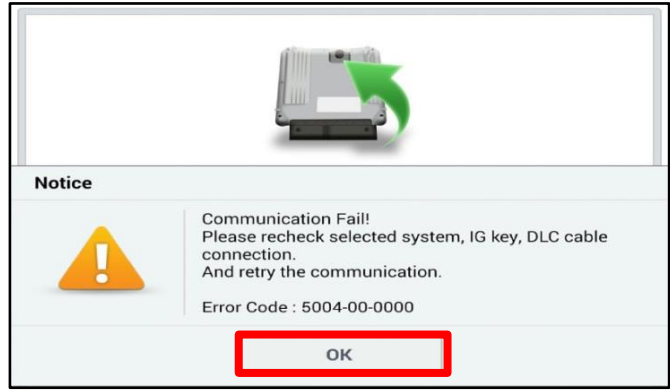 Notice
Communication Fail!
Please recheck selected system, IG key, DLC cable
connection.
And retry the communication.
Error Code : 5004-00-0000
OK